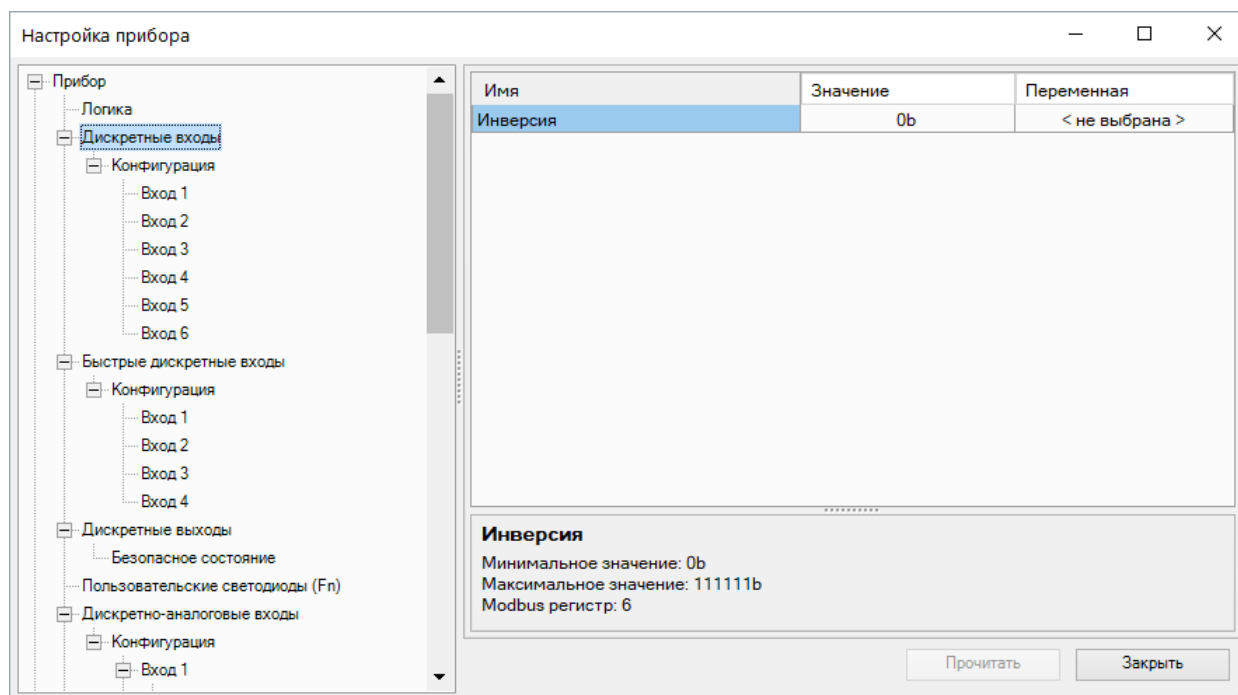 Настройка прибора
Прибор
Логика
Дискретные входы
Конфигурация
Вход 1
Вход 2
Вход 3
Вход 4
Вход 5
Вход 6
Быстрые дискретные входы
Конфигурация
Вход 1
Вход 2
Вход 3
Вход 4
Дискретные выходы
Безопасное состояние
Пользовательские светодиоды (Fn)
Дискретно-аналоговые входы
Конфигурация
Вход 1
Имя Значение Переменная
Инверсия 0b < не выбрана >
Инверсия
Минимальное значение: 0b
Максимальное значение: 111111b
Modbus регистр: 6
Прочитать Закрыть